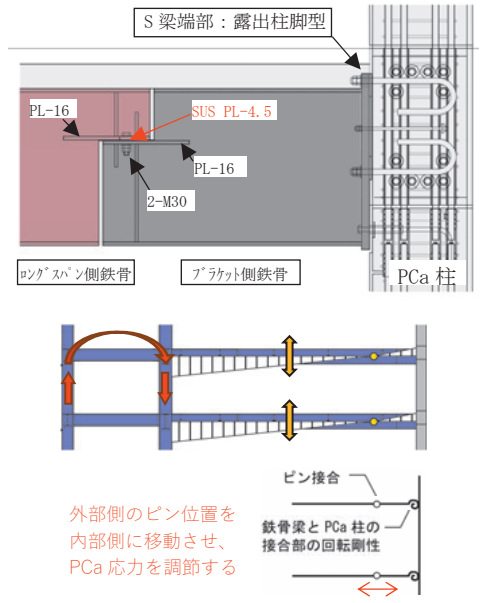 S 梁端部：露出柱脚型
PL-16
SUS PL-4.5
PL-16
2-M30
ﾛﾝｸﾞｽﾊﾟﾝ側鉄骨
ﾌﾞﾗｹｯﾄ側鉄骨
PCa 柱
ピン接合
外部側のピン位置を
内部側に移動させ、
PCa 応力を調節する
鉄骨梁と PCa 柱の
接合部の回転剛性